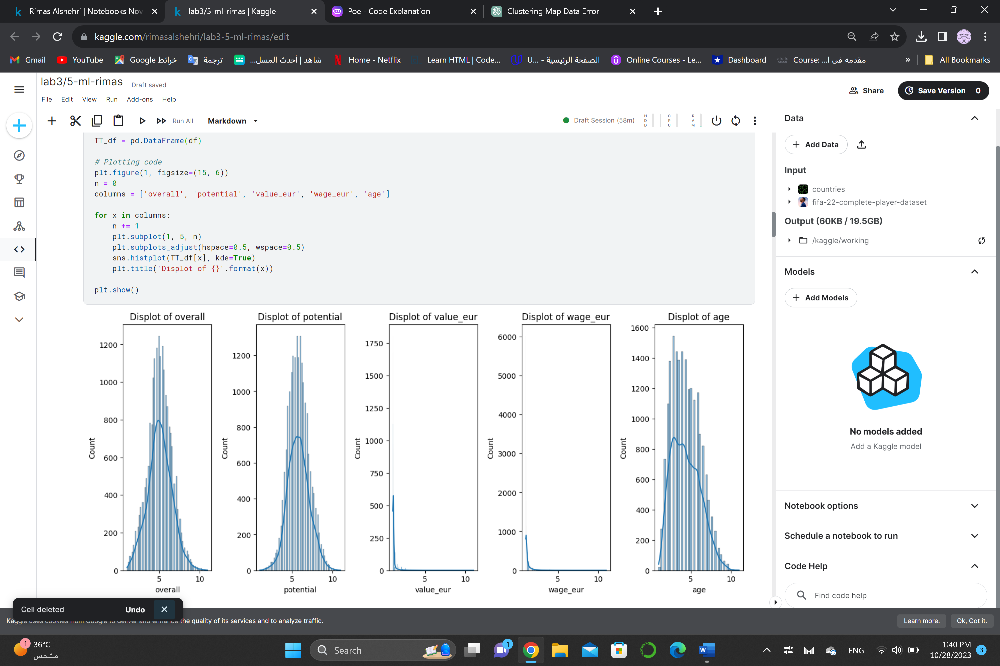 Rimas Alshehri | Notebooks Nov
lab3/5-ml-rimas | Kaggle
Poe - Code Explanation
Clustering Map Data Error
kaggle.com/rimasalshehri/lab3-5-ml-rimas/edit
Gmail
YouTube
خرائط Google
ترجمة
شاهد | أحدث المسل...
Home - Netflix
Learn HTML | Code...
الصفحة الرئيسية - U...
Online Courses - Le...
Dashboard
Course: مقدمه فى ا...
»
All Bookmarks
lab3/5-ml-rimas
Draft saved
File Edit View Run Add-ons Help
Share
Save Version 0
Run All
Markdown
Draft Session (58m)
HDD
CPU
RAM
TT_df = pd.DataFrame(df)
# Plotting code
plt.figure(1, figsize=(15, 6))
n = 0
columns = ['overall', 'potential', 'value_eur', 'wage_eur', 'age']
for x in columns:
n += 1
plt.subplot(1, 5, n)
plt.subplots_adjust(hspace=0.5, wspace=0.5)
sns.histplot(TT_df[x], kde=True)
plt.title('Displot of {}'.format(x))
plt.show()
Displot of overall
1200
1000
800
600
400
200
0
Count
5 10
overall
Displot of potential
1200
1000
800
600
400
200
0
Count
5 10
potential
Displot of value_eur
1750
1500
1250
1000
750
500
250
0
Count
5 10
value_eur
Displot of wage_eur
6000
5000
4000
3000
2000
1000
0
Count
5 10
wage_eur
Displot of age
1600
1400
1200
1000
800
600
400
200
0
Count
5 10
age
Data
Add Data
Input
countries
fifa-22-complete-player-dataset
Output (60KB / 19.5GB)
/kaggle/working
Models
Add Models
No models added
Add a Kaggle model
Notebook options
Schedule a notebook to run
Code Help
Find code help
Cell deleted
Undo
Kaggle uses cookies from Google to deliver and enhance the quality of its services and to analyze traffic.
Learn more.
Ok, Got it.
1
36°C
مشمس
Search
1
ENG
1:40 PM
10/28/2023
3